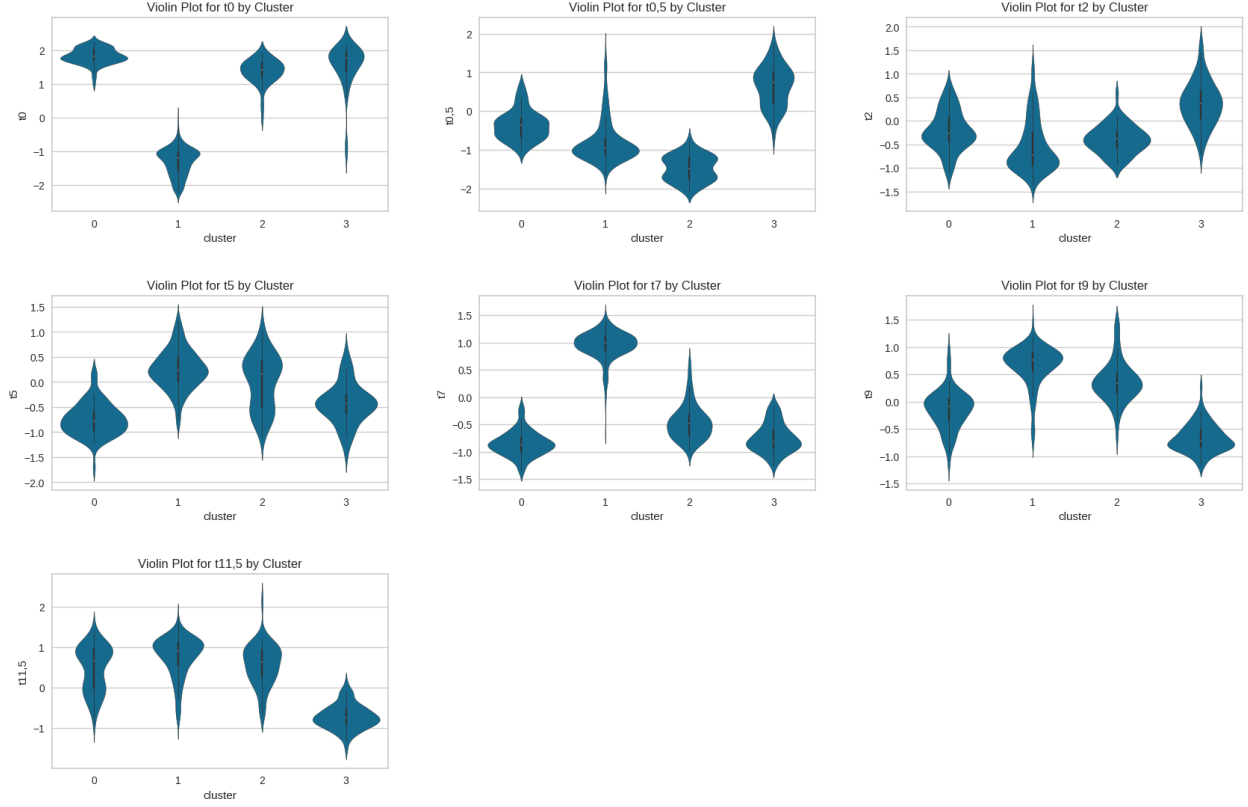 Violin Plot for t0 by Cluster
t0
2
1
0
−1
−2
0 1 2 3
cluster
Violin Plot for t0,5 by Cluster
t0,5
2
1
0
−1
−2
0 1 2 3
cluster
Violin Plot for t2 by Cluster
t2
2.0
1.5
1.0
0.5
0.0
−0.5
−1.0
−1.5
0 1 2 3
cluster
Violin Plot for t5 by Cluster
t5
1.5
1.0
0.5
0.0
−0.5
−1.0
−1.5
−2.0
0 1 2 3
cluster
Violin Plot for t7 by Cluster
t7
1.5
1.0
0.5
0.0
−0.5
−1.0
−1.5
0 1 2 3
cluster
Violin Plot for t9 by Cluster
t9
1.5
1.0
0.5
0.0
−0.5
−1.0
−1.5
0 1 2 3
cluster
Violin Plot for t11,5 by Cluster
t11,5
2
1
0
−1
0 1 2 3
cluster